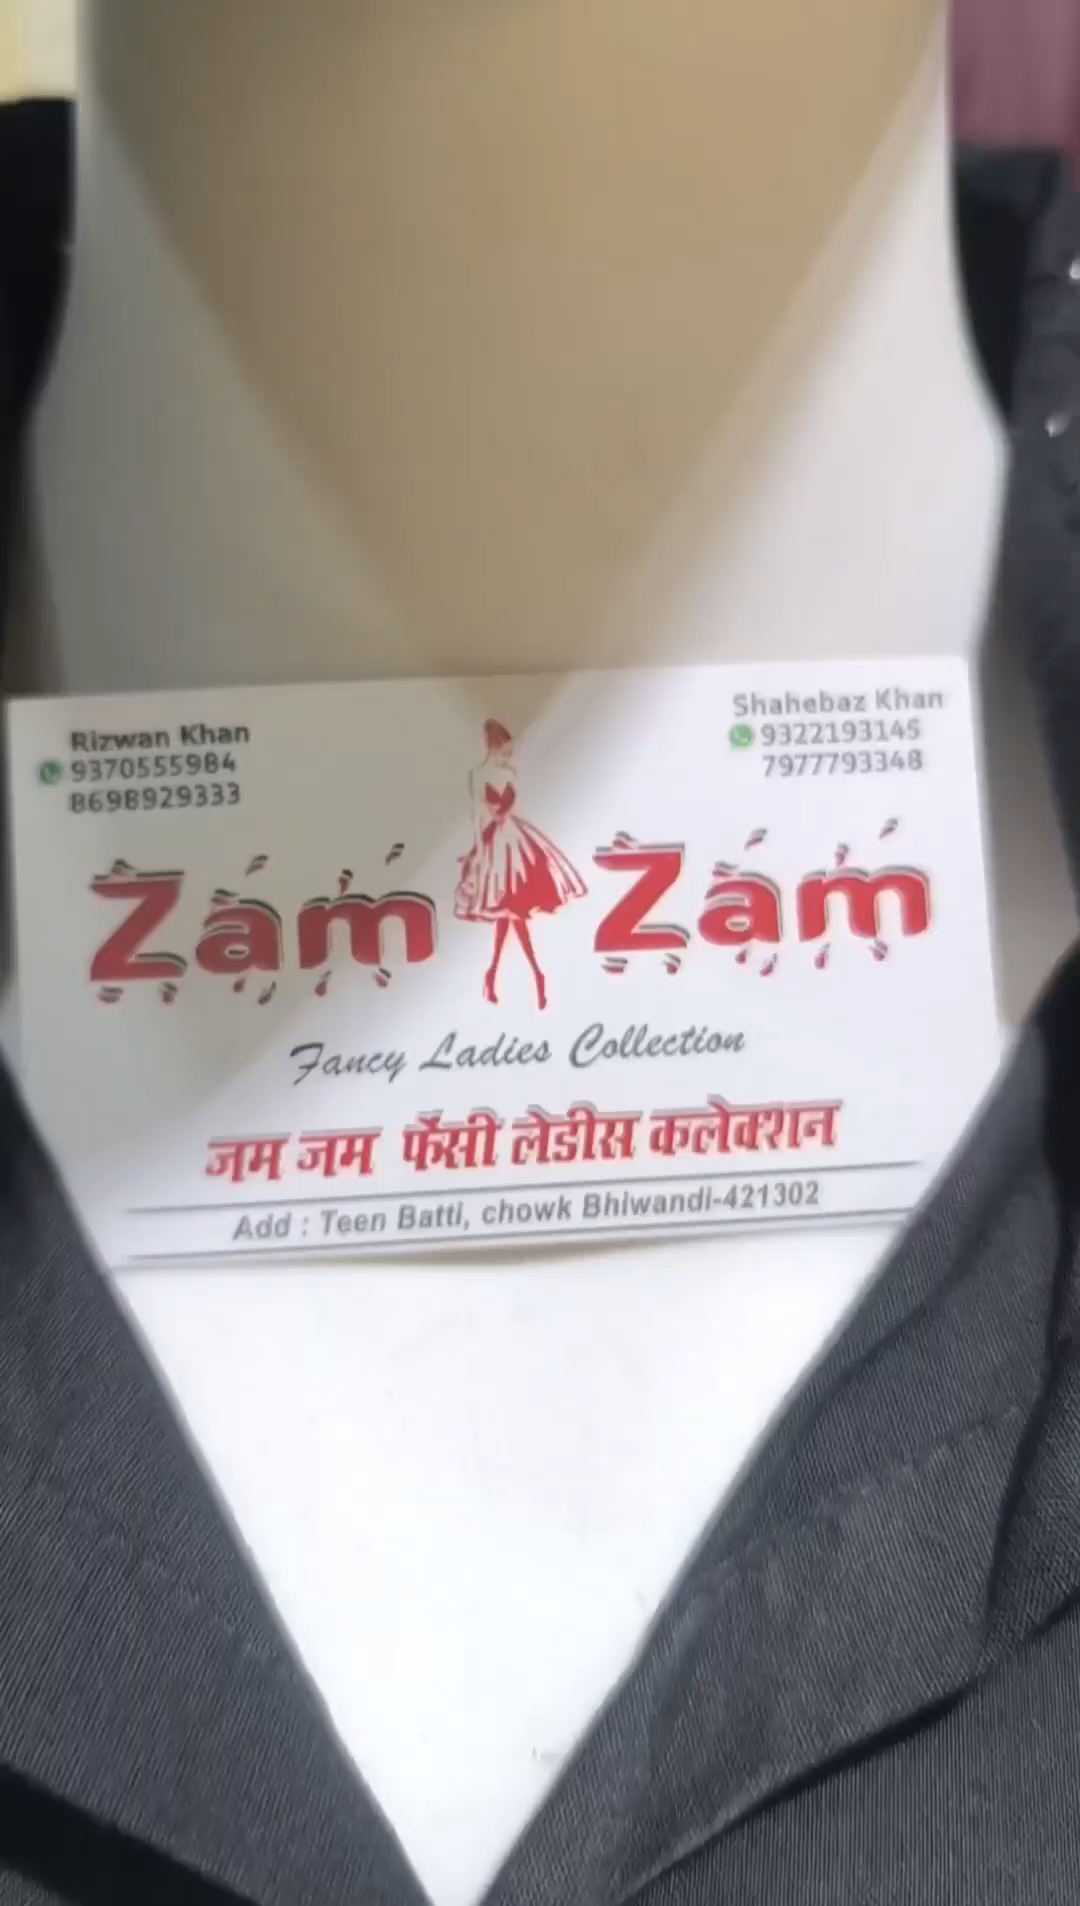 Rizwan Khan
9370555984
8698929333
Shahebaz Khan
9322193145
7977793348
Zam Zam
Fancy Ladies Collection
जम जम फॅसी लेडीस कलेक्शन
Add : Teen Batti, chowk Bhiwandi-421302